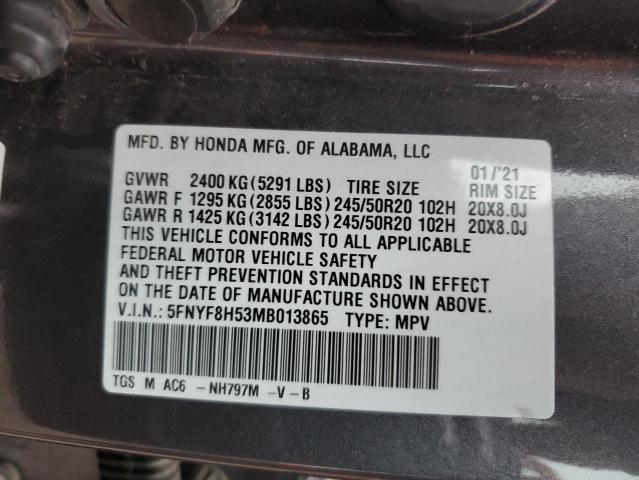 MFD. BY HONDA MFG. OF ALABAMA, LLC
01/'21
GVWR 2400 KG(5291 LBS) TIRE SIZE RIM SIZE
GAWR F 1295 KG(2855 LBS)245/50R20 102H 20X8.0J
GAWR R 1425 KG(3142 LBS)245/50R20 102H 20X8.0J
THIS VEHICLE CONFORMS TO ALL APPLICABLE
FEDERAL MOTOR VEHICLE SAFETY
AND THEFT PREVENTION STANDARDS IN EFFECT
ON THE DATE OF MANUFACTURE SHOWN ABOVE.
V.I.N.: 5FNYF8H53MB013865 TYPE: MPV
TGS M AC6 -NH797M -V-B